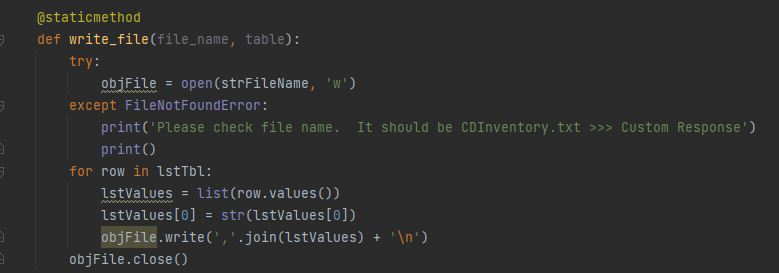 @staticmethod
def write_file(file_name, table):
    try:
        objFile = open(strFileName, 'w')
    except FileNotFoundError:
        print('Please check file name.  It should be CDInventory.txt >>> Custom Response')
        print()
    for row in lstTbl:
        lstValues = list(row.values())
        lstValues[0] = str(lstValues[0])
        objFile.write(','.join(lstValues) + '\n')
    objFile.close()